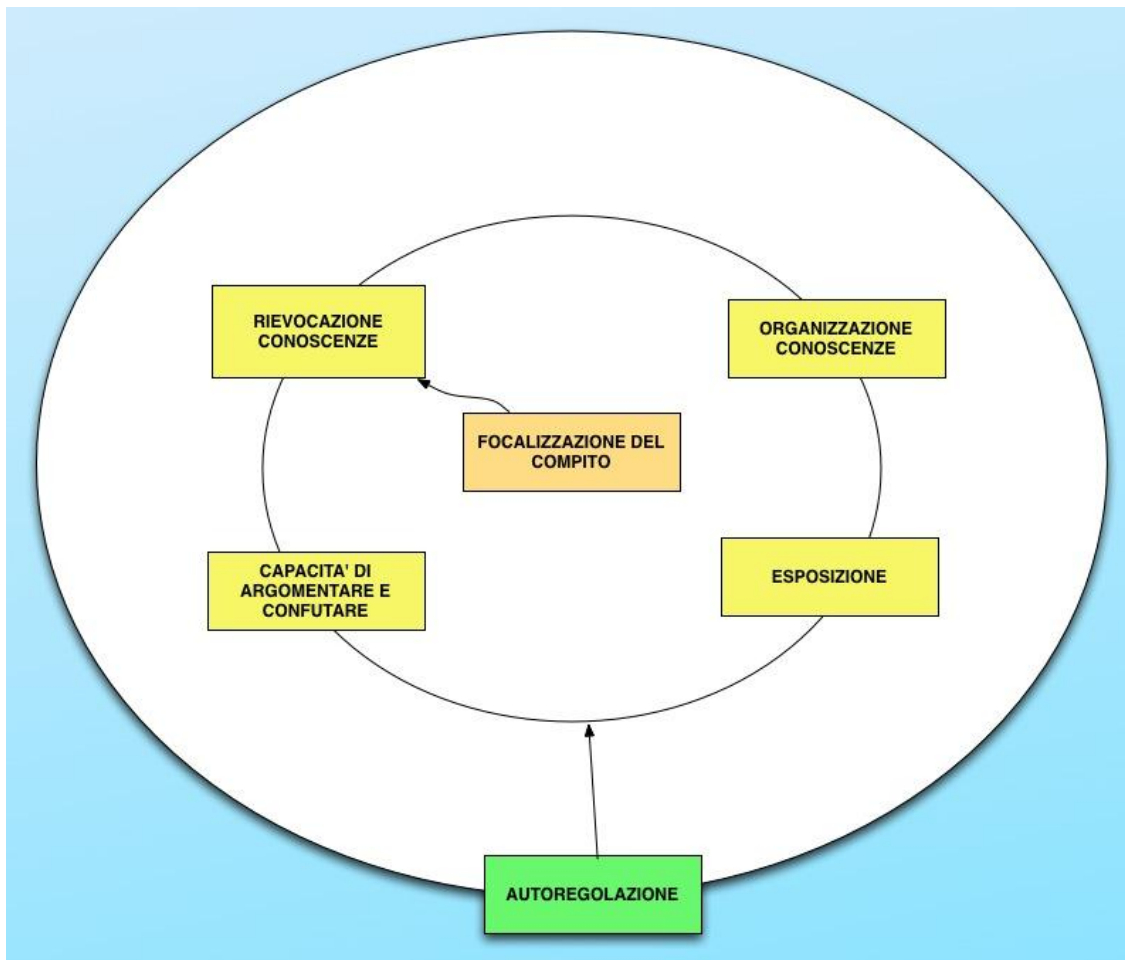 RIEVOCAZIONE
CONOSCENZE
ORGANIZZAZIONE
CONOSCENZE
FOCALIZZAZIONE DEL
COMPITO
CAPACITA' DI
ARGOMENTARE E
CONFUTARE
ESPOSIZIONE
AUTOREGOLAZIONE